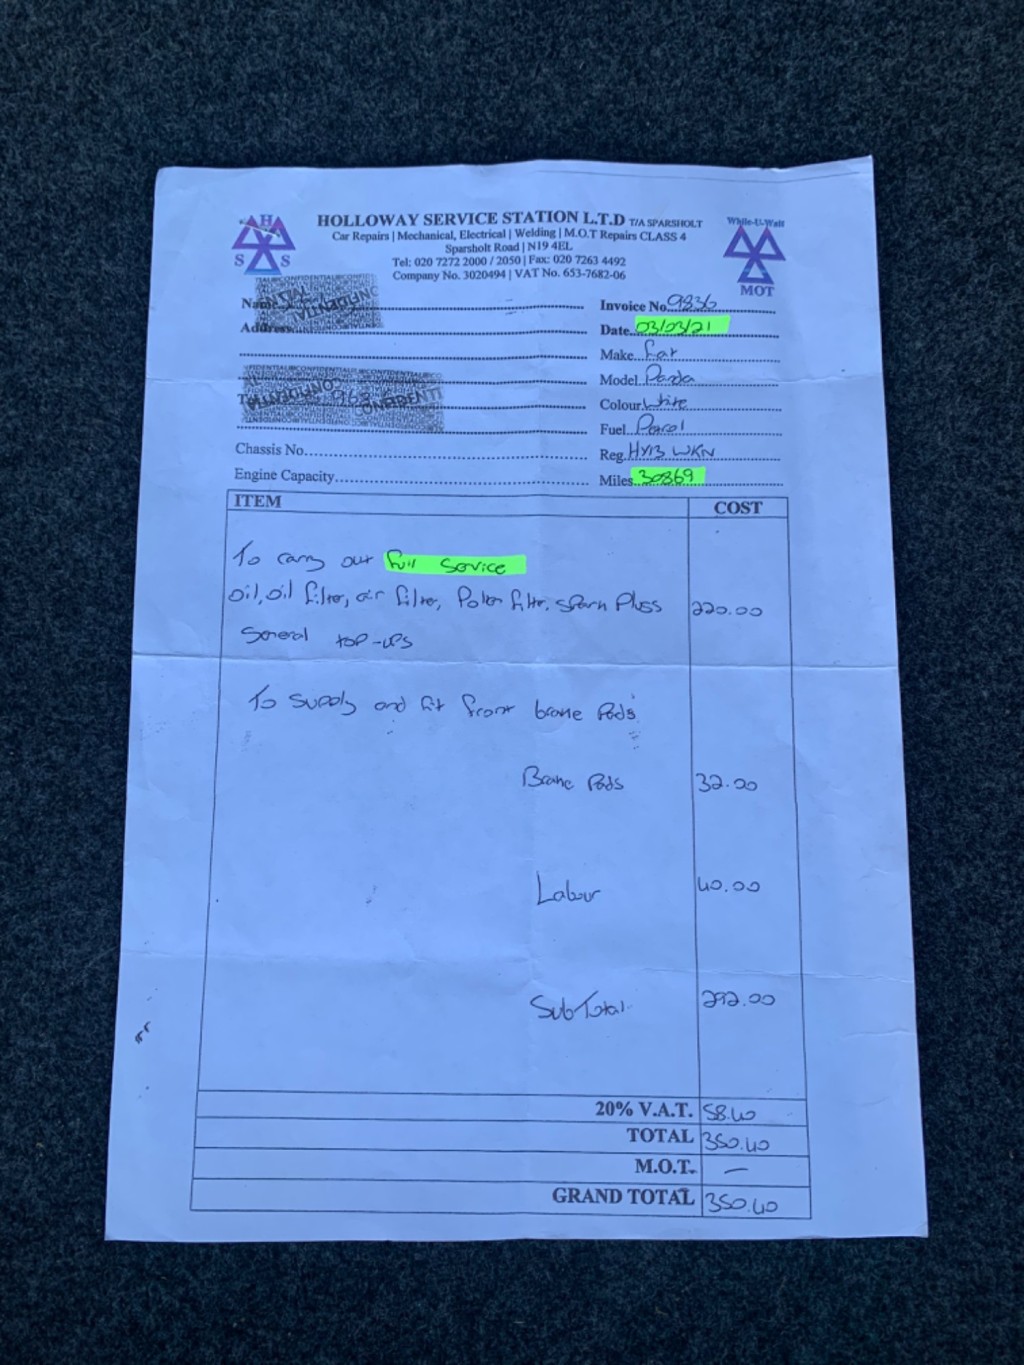 HOLLOWAY SERVICE STATION L.T.D T/A SPARSHOLT
Car Repairs | Mechanical, Electrical | Welding | M.O.T Repairs CLASS 4
Sparsholt Road | N19 4EL
Tel: 020 7272 2000 / 2050 | Fax: 020 7263 4492
Company No. 3020494 | VAT No. 653-7682-06
H
S S
While-U-Wait
MOT
CONFIDENTIAL
Name
Address
CONFIDENTIAL
Chassis No.
Engine Capacity
Invoice No. 9836
Date. 03/03/21
Make. Fiat
Model. Panda
Colour. White
Fuel. Petrol
Reg. HY13 WKN
Miles. 30869
ITEM COST
To carry out full service
oil, oil filter, air filter, Pollen filter, spark Plugs 220.00
General top-ups
To supply and fit front brake Pads
Brake Pads 32.00
Labour 40.00
Sub Total 292.00
20% V.A.T. 58.40
TOTAL 350.40
M.O.T. —
GRAND TOTAL 350.40